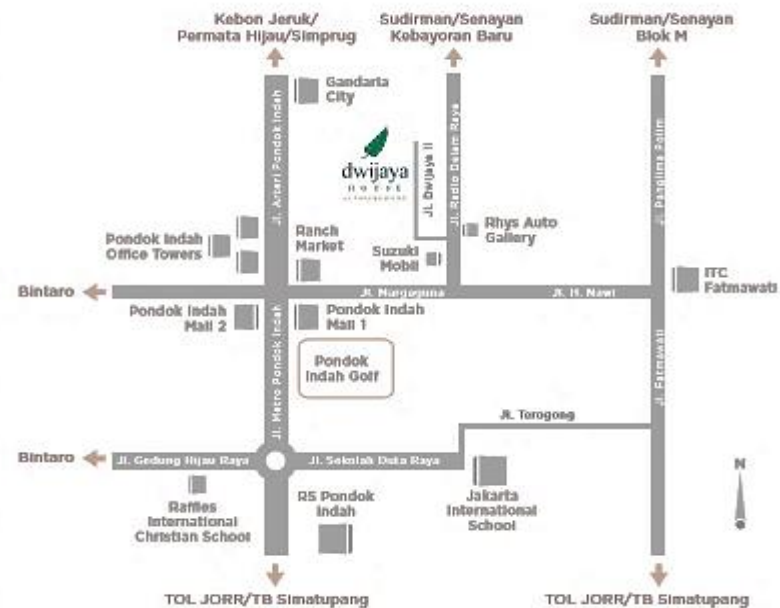 Kebon Jeruk/
Permata Hijau/Simprug
Sudirman/Senayan
Kebayoran Baru
Sudirman/Senayan
Blok M
Gandaria
City
Jl. Arteri Pondok Indah
dwijaya
HOUSE
Jl. Dwijaya II
Jl. Radio Dalam Raya
Jl. Panglima Polim
Pondok Indah
Office Towers
Ranch
Market
Suzuki
Mobil
Rhys Auto
Gallery
ITC
Fatmawati
Bintaro
Jl. Margaguna
Jl. H. Nawi
Pondok Indah
Mall 2
Pondok Indah
Mall 1
Jl. Metro Pondok Indah
Pondok
Indah Golf
Jl. Fatmawati
Jl. Terogong
Bintaro
Jl. Gedung Hijau Raya
Jl. Sekolah Duta Raya
Raffles
International
Christian School
RS Pondok
Indah
Jakarta
International
School
N
TOL JORR/TB Simatupang
TOL JORR/TB Simatupang